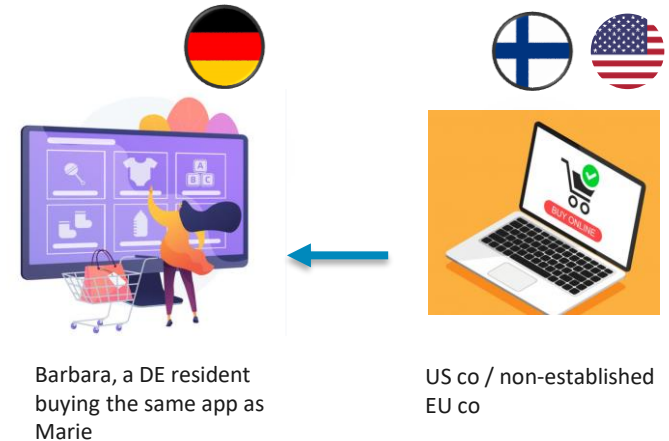 A
B
C
BUY ONLINE
Barbara, a DE resident
buying the same app as
Marie
US co / non-established
EU co